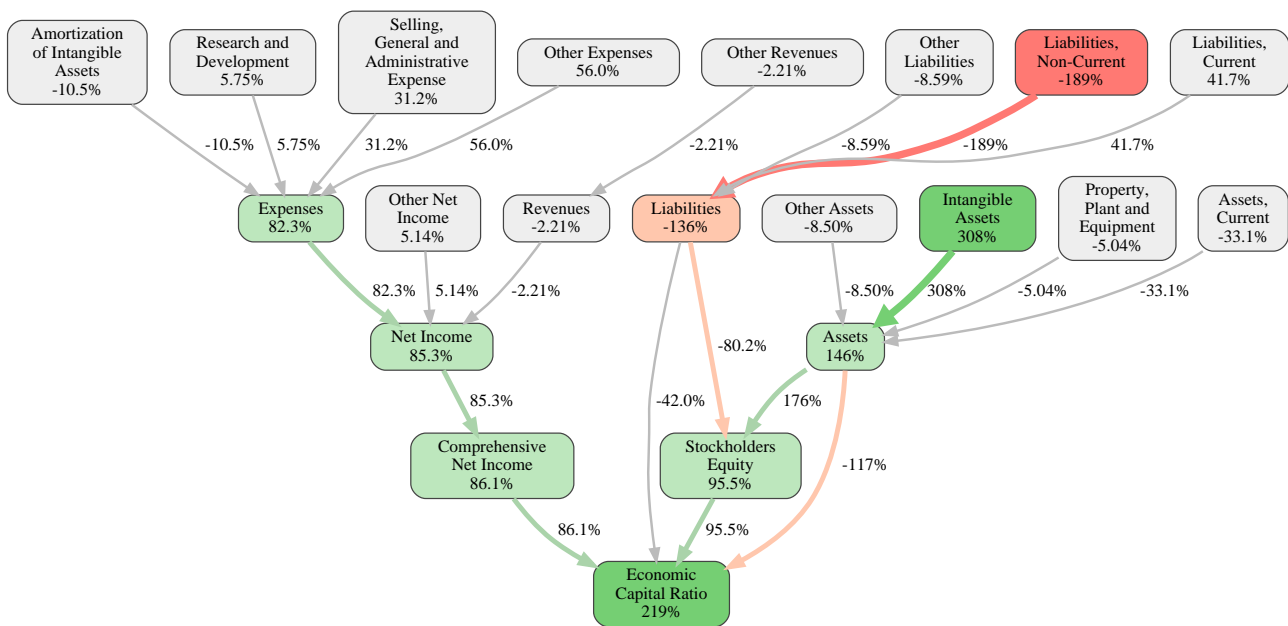 Amortization
of Intangible
Assets
-10.5%
Research and
Development
5.75%
Selling,
General and
Administrative
Expense
31.2%
Other Expenses
56.0%
Other Revenues
-2.21%
Other
Liabilities
-8.59%
Liabilities,
Non-Current
-189%
Liabilities,
Current
41.7%
-10.5%
5.75%
31.2%
56.0%
-2.21%
-8.59%
-189%
41.7%
Expenses
82.3%
Other Net
Income
5.14%
Revenues
-2.21%
Liabilities
-136%
Other Assets
-8.50%
Intangible
Assets
308%
Property,
Plant and
Equipment
-5.04%
Assets,
Current
-33.1%
82.3%
5.14%
-2.21%
-8.50%
308%
-5.04%
-33.1%
Net Income
85.3%
-80.2%
Assets
146%
85.3%
-42.0%
176%
Comprehensive
Net Income
86.1%
Stockholders
Equity
95.5%
-117%
86.1%
95.5%
Economic
Capital Ratio
219%